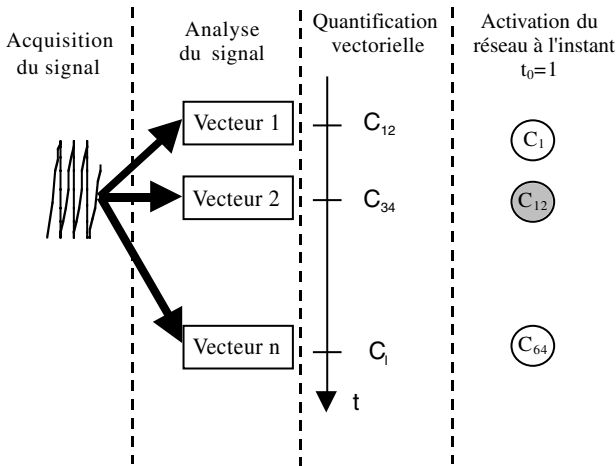 Acquisition
du signal
Analyse
du signal
Quantification
vectorielle
Activation du
réseau à l'instant
t₀=1
Vecteur 1
C₁₂
C₁
Vecteur 2
C₃₄
C₁₂
Vecteur n
Cₗ
C₆₄
t